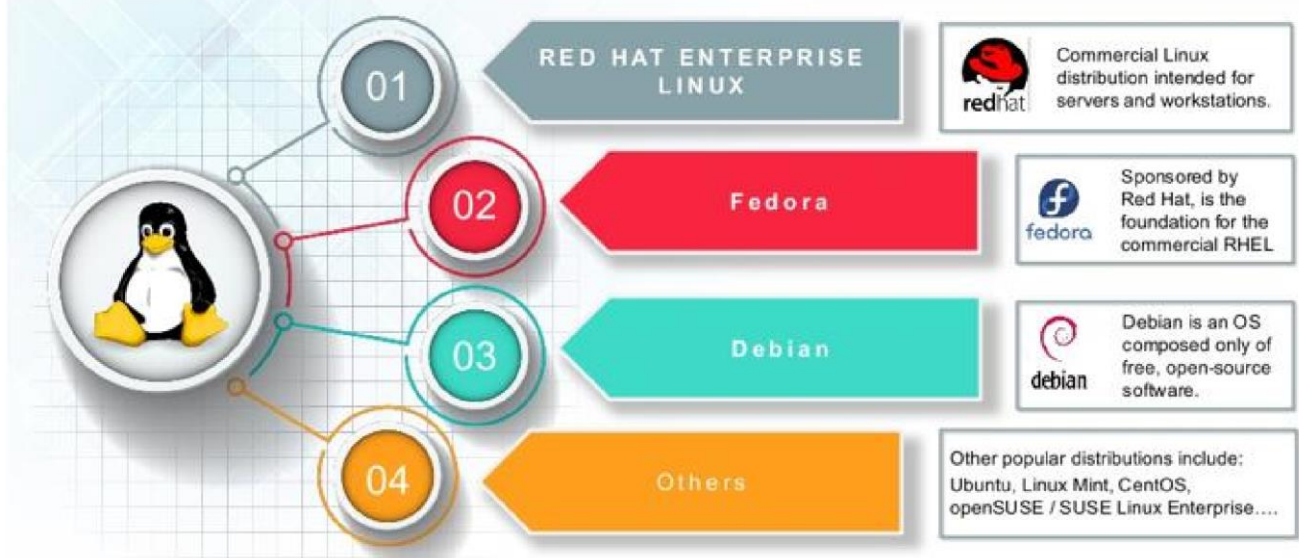 01
RED HAT ENTERPRISE
LINUX
redhat
Commercial Linux
distribution intended for
servers and workstations.
02
Fedora
fedora
Sponsored by
Red Hat, is the
foundation for the
commercial RHEL
03
Debian
debian
Debian is an OS
composed only of
free, open-source
software.
04
Others
Other popular distributions include:
Ubuntu, Linux Mint, CentOS,
openSUSE / SUSE Linux Enterprise....